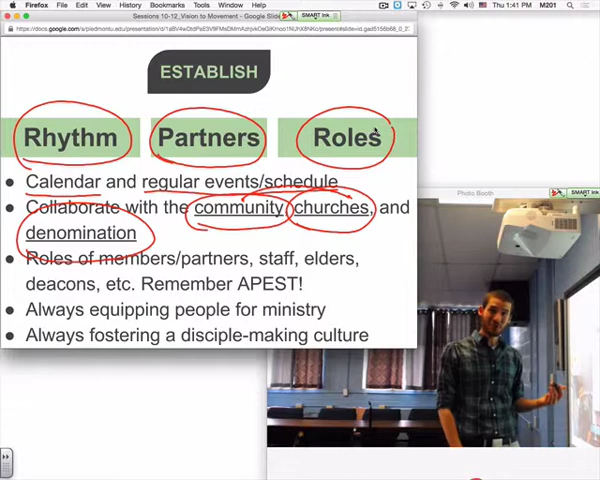 Firefox File Edit View History Bookmarks Tools Window Help
Thu 1:41 PM M201
Sessions 10-12_Vision to Movement - Google Slid
SMART Ink
ESTABLISH
Rhythm Partners Roles
● Calendar and regular events/schedule
● Collaborate with the community churches, and
denomination
● Roles of members/partners, staff, elders,
deacons, etc. Remember APEST!
● Always equipping people for ministry
● Always fostering a disciple-making culture
Photo Booth
SMART Ink